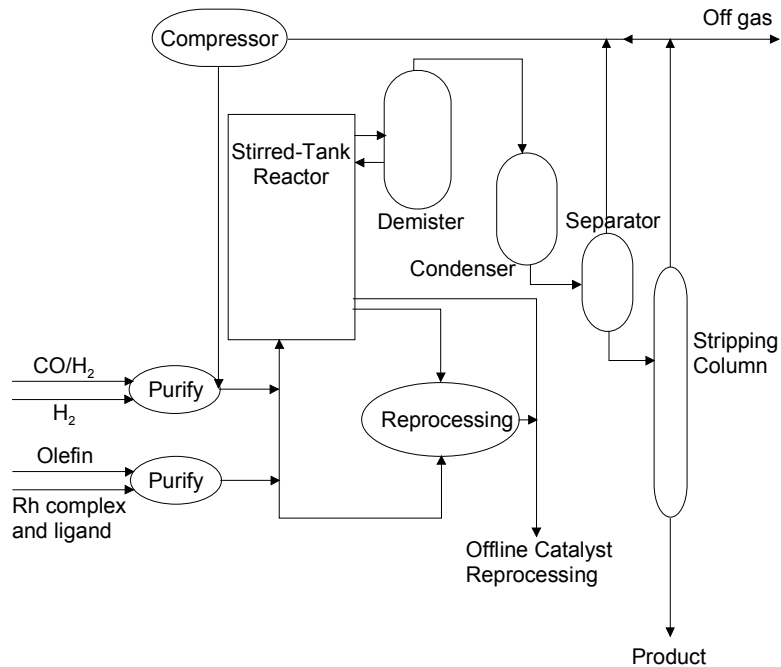 Off gas
Compressor
Stirred-Tank
Reactor
Demister
Separator
Condenser
Stripping
Column
CO/H₂
Purify
H₂
Reprocessing
Olefin
Purify
Rh complex
and ligand
Offline Catalyst
Reprocessing
Product